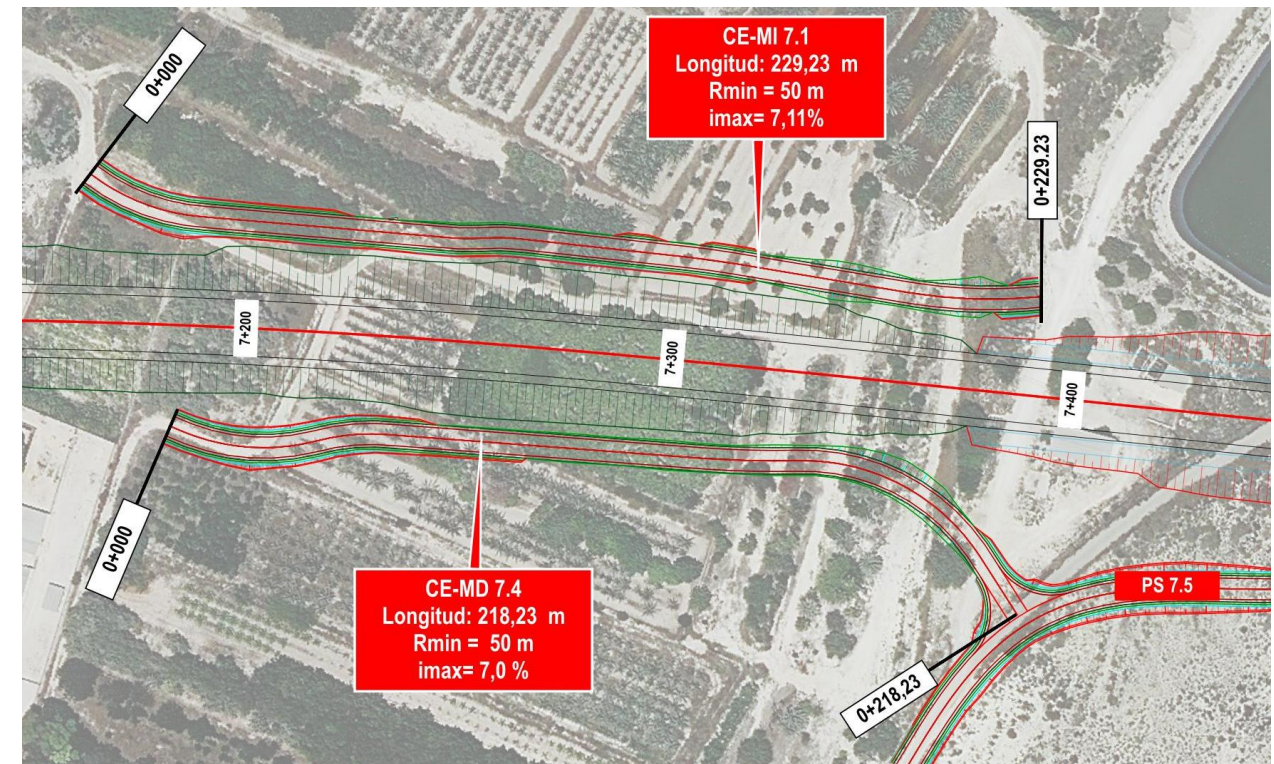 0+000
CE-MI 7.1
Longitud: 229,23 m
Rmin = 50 m
imax= 7,11%
0+229.23
7+200
7+300
7+400
0+000
CE-MD 7.4
Longitud: 218,23 m
Rmin = 50 m
imax= 7,0 %
PS 7.5
0+218,23